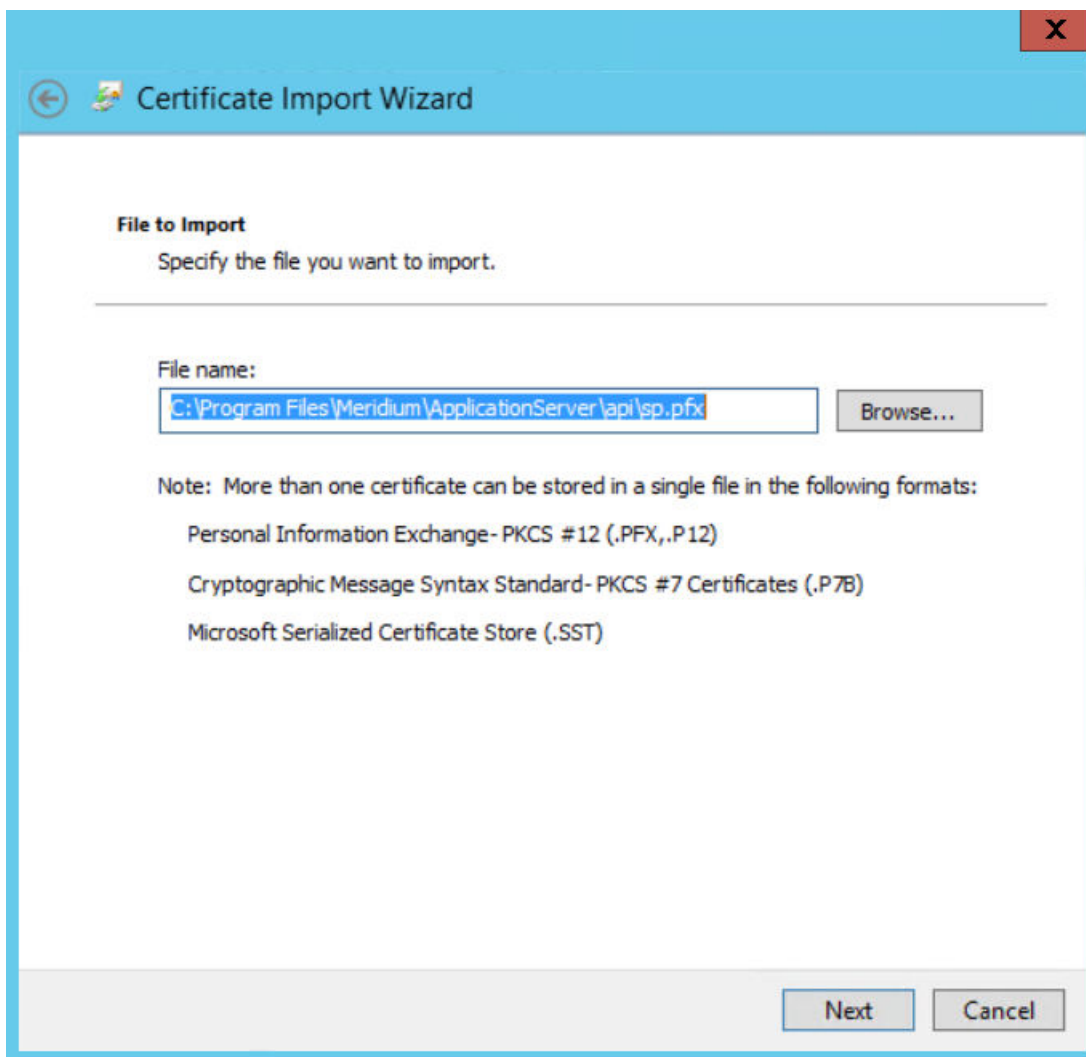 X
Certificate Import Wizard
File to Import
Specify the file you want to import.
File name:
C:\Program Files\Meridium\ApplicationServer\api\sp.pfx
Browse...
Note: More than one certificate can be stored in a single file in the following formats:
Personal Information Exchange- PKCS #12 (.PFX,.P12)
Cryptographic Message Syntax Standard- PKCS #7 Certificates (.P7B)
Microsoft Serialized Certificate Store (.SST)
Next
Cancel